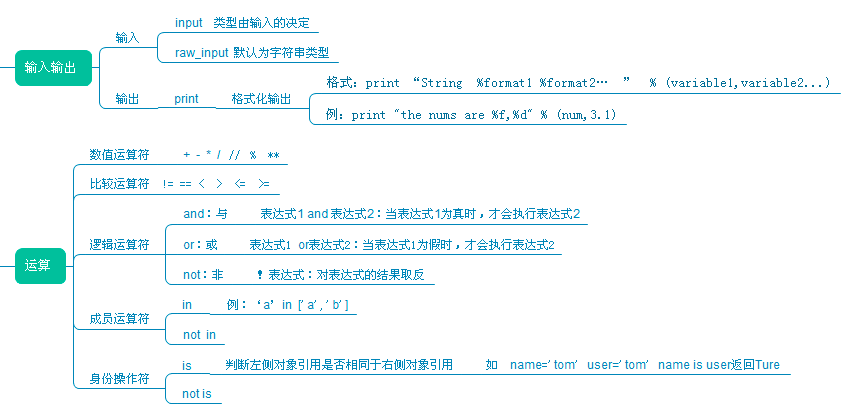 输入输出
输入
input 类型由输入的决定
raw_input 默认为字符串类型
输出
print
格式化输出
格式：print “String %format1 %format2… ” % (variable1,variable2...)
例：print "the nums are %f,%d" % (num,3.1)
运算
数值运算符 + - * / // % **
比较运算符 != == < > <= >=
逻辑运算符
and：与 表达式1 and 表达式2：当表达式1为真时，才会执行表达式2
or：或 表达式1 or表达式2：当表达式1为假时，才会执行表达式2
not：非 ！表达式：对表达式的结果取反
成员运算符
in 例：‘a’in ['a','b']
not in
身份操作符
is 判断左侧对象引用是否相同于右侧对象引用 如 name='tom' user='tom' name is user返回Ture
not is